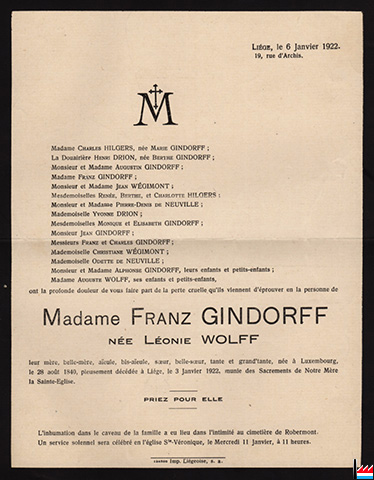 Liége, le 6 Janvier 1922.
19, rue d'Archis.
M
Madame Charles HILGERS, née Marie GINDORFF ;
La Douairière Henri DRION, née Berthe GINDORFF ;
Monsieur et Madame Augustin GINDORFF ;
Madame Franz GINDORFF ;
Monsieur et Madame Jean WÉGIMONT ;
Mesdemoiselles Renée, Berthe, et Charlotte HILGERS ;
Monsieur et Madame Pierre-Denis de NEUVILLE ;
Mademoiselle Yvonne DRION ;
Mesdemoiselles Monique et Elisabeth GINDORFF ;
Monsieur Jean GINDORFF ;
Messieurs Franz et Charles GINDORFF ;
Mademoiselle Christiane WÉGIMONT ;
Mademoiselle Odette de NEUVILLE ;
Monsieur et Madame Alphonse GINDORFF, leurs enfants et petits-enfants ;
Madame Auguste WOLFF, ses enfants et petits-enfants,
ont la profonde douleur de vous faire part de la perte cruelle qu'ils viennent d'éprouver en la personne de
Madame Franz GINDORFF
née Léonie WOLFF
leur mère, belle-mère, aïeule, bis-aïeule, sœur, belle-sœur, tante et grand'tante, née à Luxembourg,
le 28 août 1840, pieusement décédée à Liége, le 3 janvier 1922, munie des Sacrements de Notre Mère
la Sainte-Eglise.
PRIEZ POUR ELLE
L'inhumation dans le caveau de la famille a eu lieu dans l'intimité au cimetière de Robermont.
Un service solennel sera célébré en l'église Ste-Véronique, le Mercredi 11 Janvier, à 11 heures.
Imp. Liégeoise, s. a.